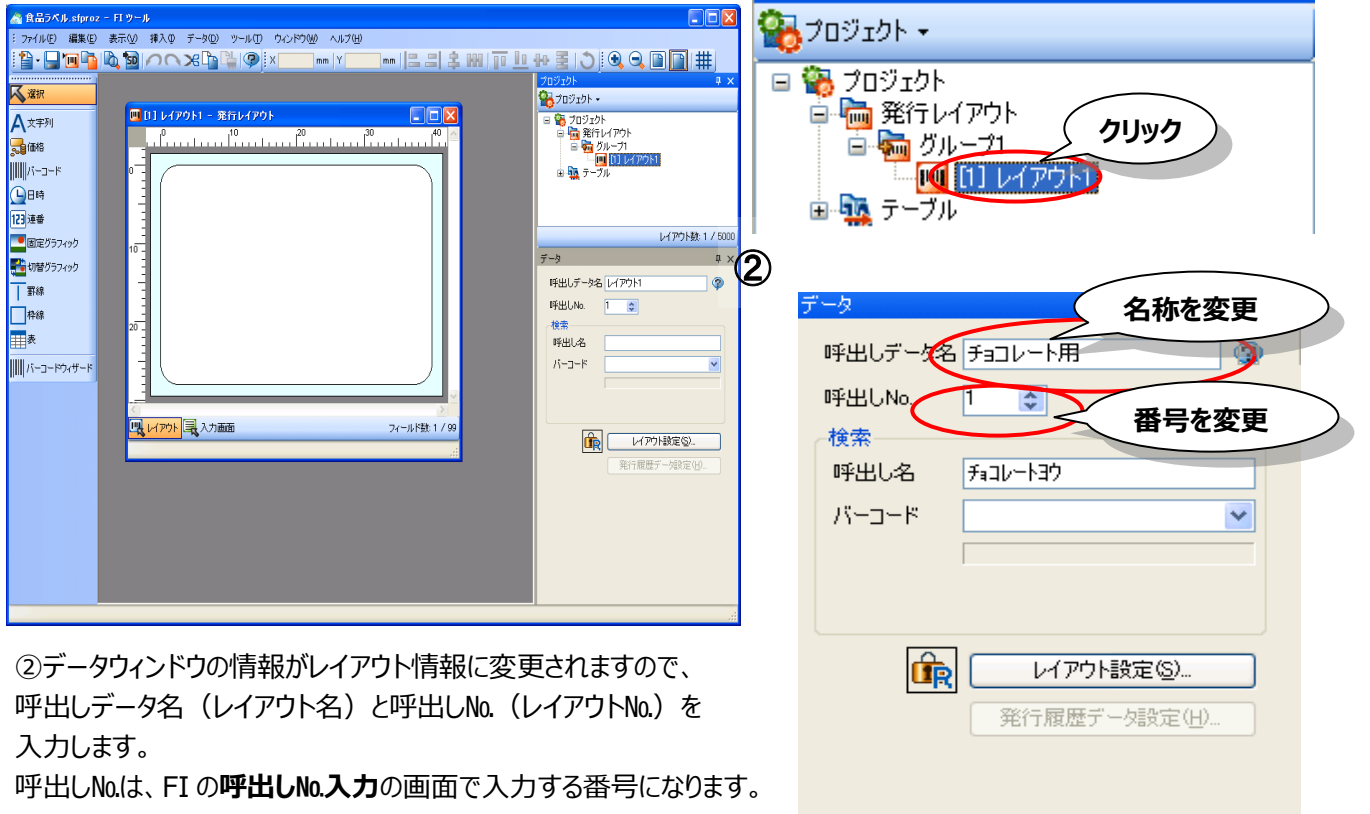 食品ラベル.sfproz - FI ツール
ファイル(F) 編集(E) 表示(V) 挿入(I) データ(D) ツール(T) ウィンドウ(W) ヘルプ(H)
X mm Y mm
選択
文字列
価格
バーコード
日時
123 連番
固定グラフィック
切替グラフィック
罫線
枠線
表
バーコードウィザード
[1] レイアウト1 - 発行レイアウト
0 10 20 30 40
0
10
20
レイアウト 入力画面 フィールド数: 1 / 99
プロジェクト
プロジェクト
プロジェクト
発行レイアウト
グループ1
[1] レイアウト1
テーブル
レイアウト数: 1 / 5000
データ
呼出しデータ名 レイアウト1
呼出しNo. 1
検索
呼出し名
バーコード
レイアウト設定(S)...
発行履歴データ設定(H)...
プロジェクト
プロジェクト
発行レイアウト
グループ1
[1] レイアウト1
テーブル
クリック
②
データ
名称を変更
呼出しデータ名 チョコレート用
呼出しNo. 1
番号を変更
検索
呼出し名 チョコレートヨウ
バーコード
レイアウト設定(S)...
発行履歴データ設定(H)...
②データウィンドウの情報がレイアウト情報に変更されますので、
呼出しデータ名（レイアウト名）と呼出し№（レイアウト№）を
入力します。
呼出し№は、FI の呼出し№入力の画面で入力する番号になります。